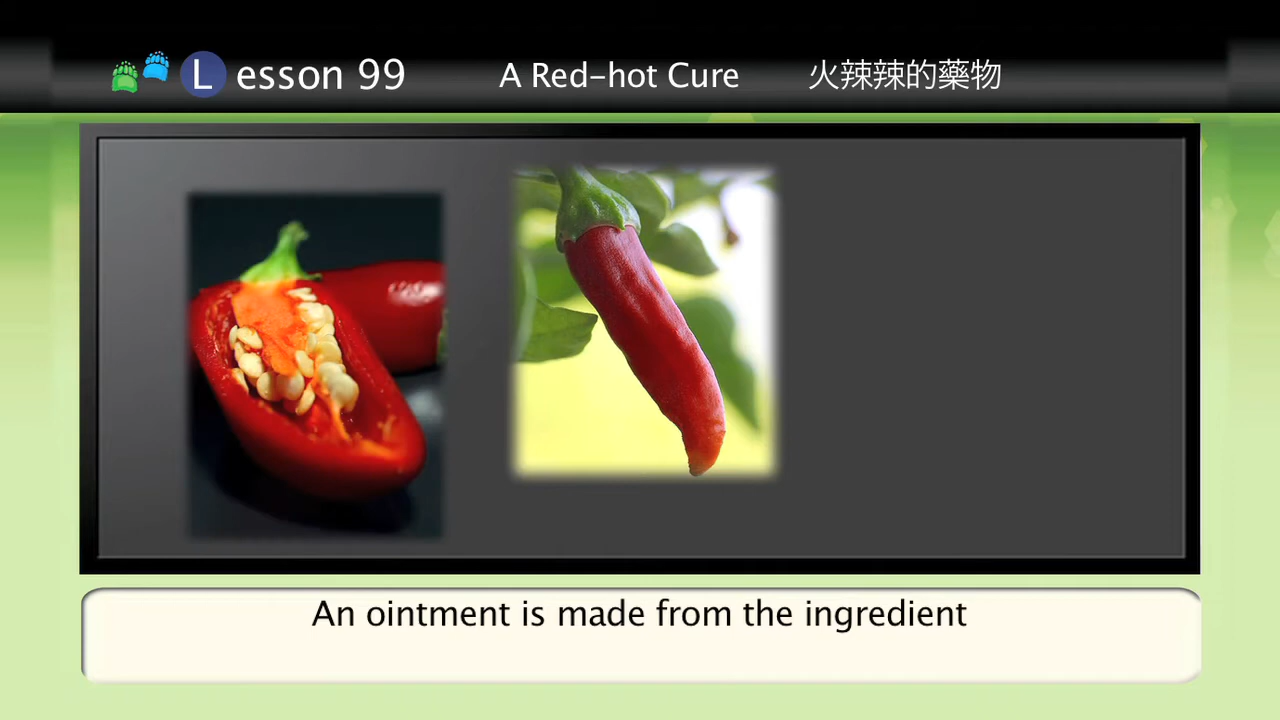 Lesson 99 A Red-hot Cure 火辣辣的藥物
An ointment is made from the ingredient